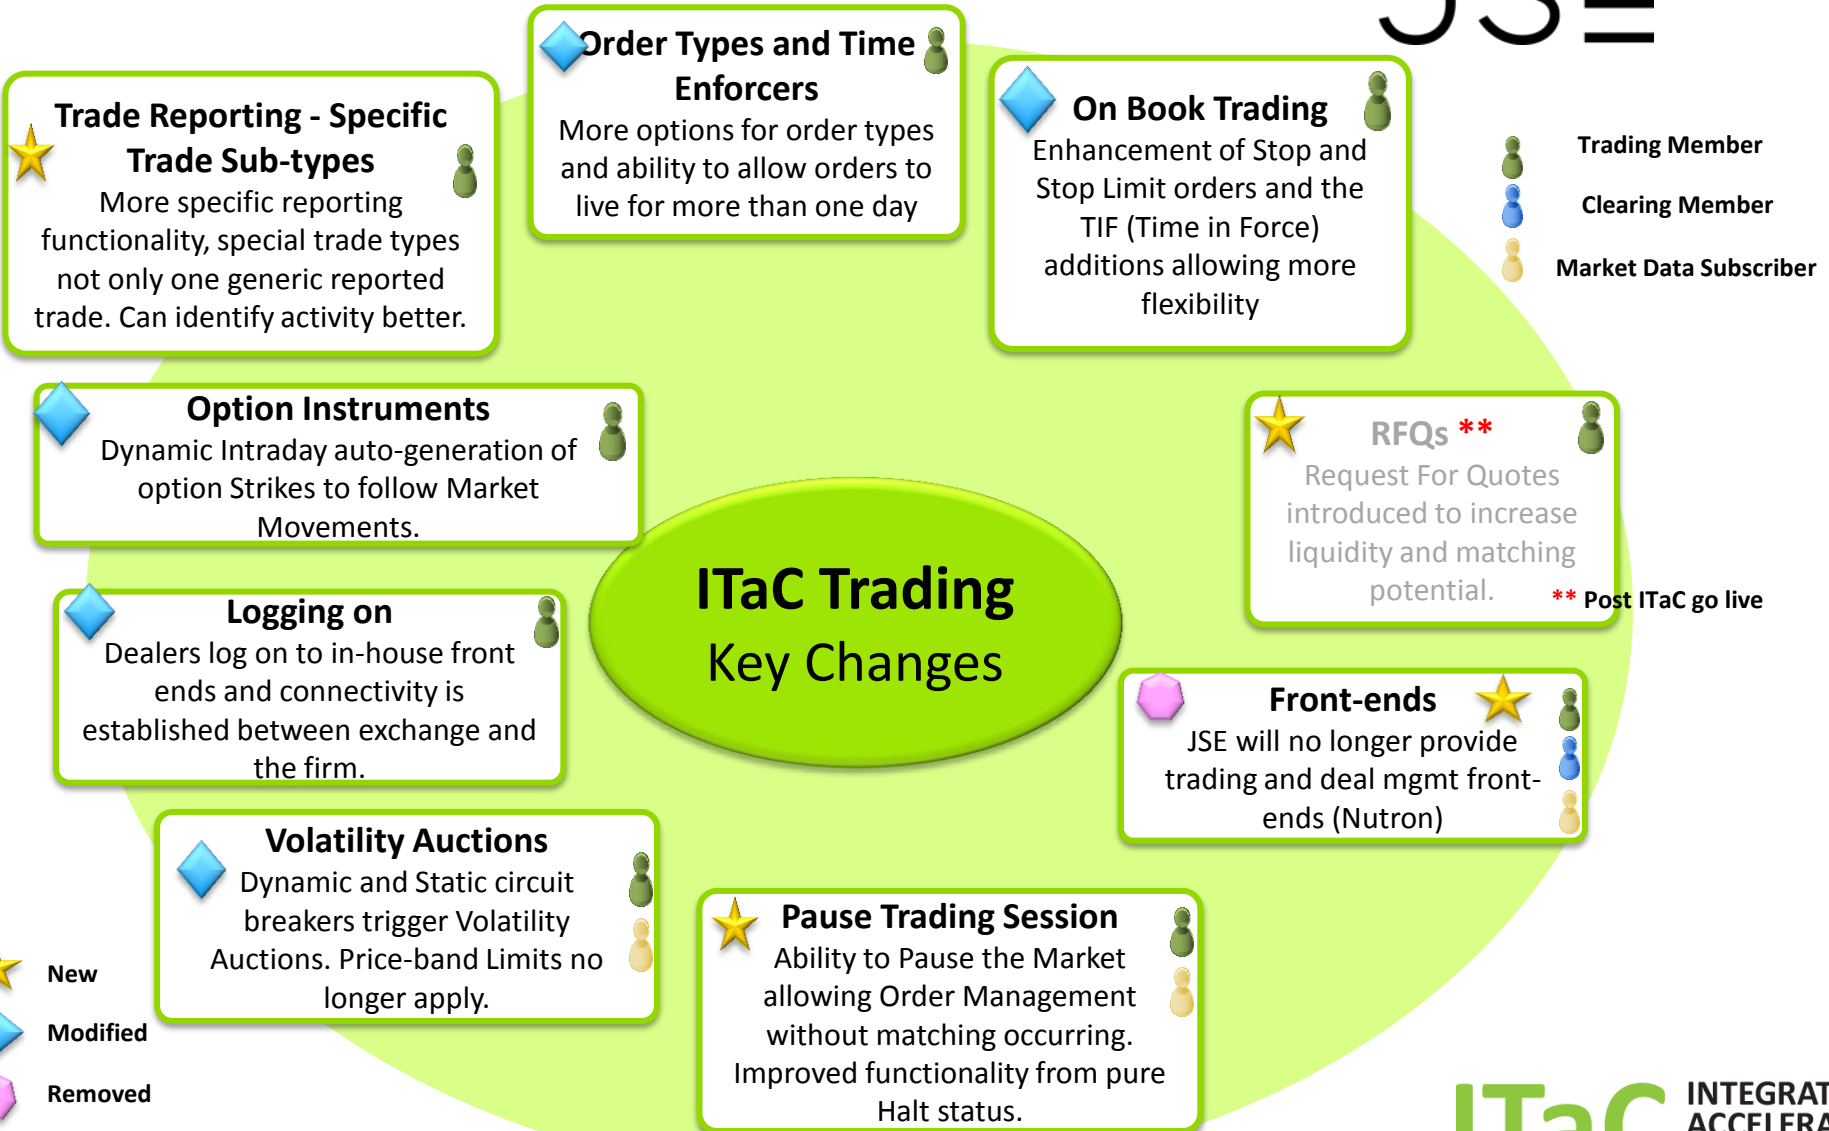 JSE
Order Types and Time
Enforcers
More options for order types
and ability to allow orders to
live for more than one day
Trade Reporting - Specific
Trade Sub-types
More specific reporting
functionality, special trade types
not only one generic reported
trade. Can identify activity better.
On Book Trading
Enhancement of Stop and
Stop Limit orders and the
TIF (Time in Force)
additions allowing more
flexibility
Trading Member
Clearing Member
Market Data Subscriber
Option Instruments
Dynamic Intraday auto-generation of
option Strikes to follow Market
Movements.
RFQs **
Request For Quotes
introduced to increase
liquidity and matching
potential.
** Post ITaC go live
ITaC Trading
Key Changes
Logging on
Dealers log on to in-house front
ends and connectivity is
established between exchange and
the firm.
Front-ends
JSE will no longer provide
trading and deal mgmt front-
ends (Nutron)
Volatility Auctions
Dynamic and Static circuit
breakers trigger Volatility
Auctions. Price-band Limits no
longer apply.
Pause Trading Session
Ability to Pause the Market
allowing Order Management
without matching occurring.
Improved functionality from pure
Halt status.
New
Modified
Removed
ITaC
INTEGRAT
ACCELERA